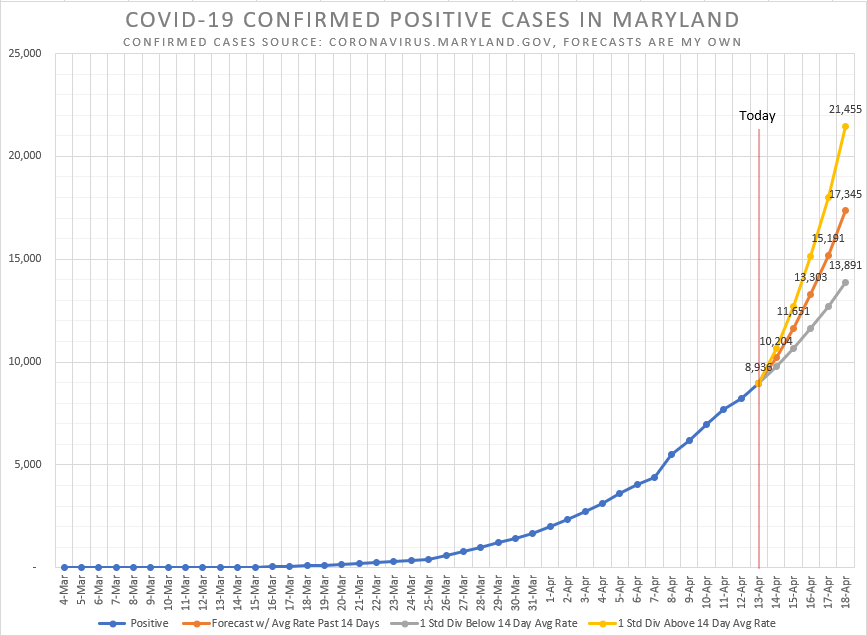 COVID-19 CONFIRMED POSITIVE CASES IN MARYLAND
CONFIRMED CASES SOURCE: CORONAVIRUS.MARYLAND.GOV, FORECASTS ARE MY OWN
25,000
20,000
15,000
10,000
5,000
-
Today
21,455
17,345
15,191
13,891
13,303
11,651
10,204
8,936
4-Mar
5-Mar
6-Mar
7-Mar
8-Mar
9-Mar
10-Mar
11-Mar
12-Mar
13-Mar
14-Mar
15-Mar
16-Mar
17-Mar
18-Mar
19-Mar
20-Mar
21-Mar
22-Mar
23-Mar
24-Mar
25-Mar
26-Mar
27-Mar
28-Mar
29-Mar
30-Mar
31-Mar
1-Apr
2-Apr
3-Apr
4-Apr
5-Apr
6-Apr
7-Apr
8-Apr
9-Apr
10-Apr
11-Apr
12-Apr
13-Apr
14-Apr
15-Apr
16-Apr
17-Apr
18-Apr
Positive
Forecast w/ Avg Rate Past 14 Days
1 Std Div Below 14 Day Avg Rate
1 Std Div Above 14 Day Avg Rate